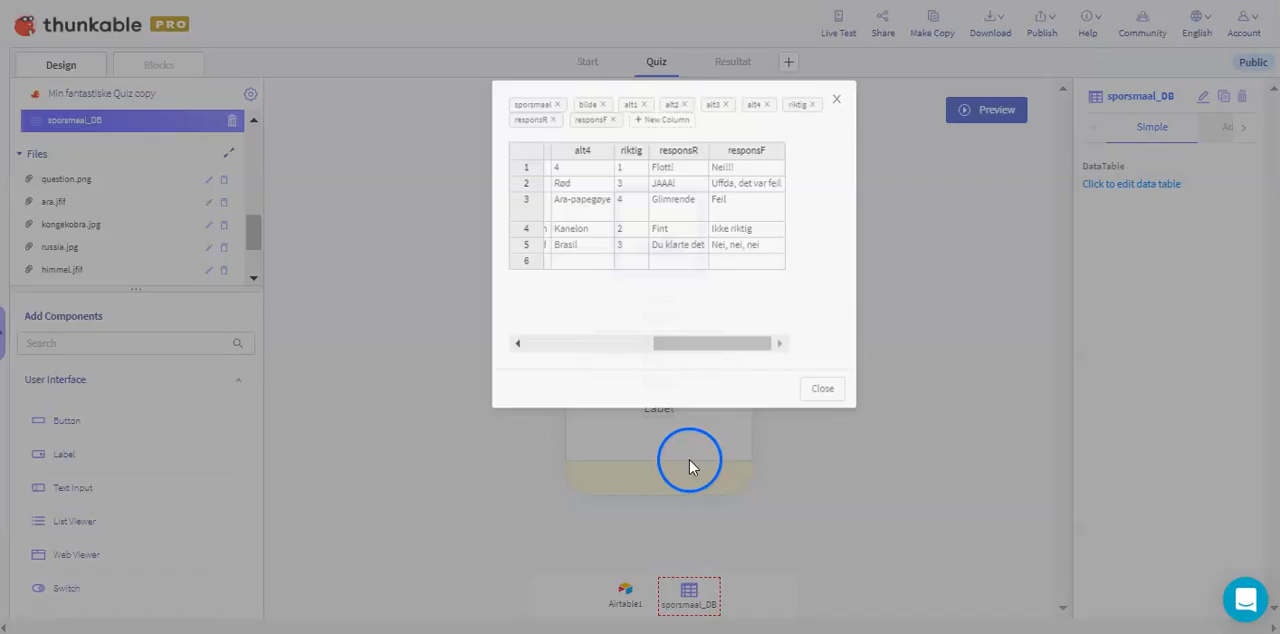 thunkable PRO
Live Test Share Make Copy Download Publish Help Community English Account
Design Blocks
Start Quiz Resultat
Public
Min fantastiske Quiz copy
sporsmaal_DB
Files
question.png
ara.jfif
kongekobra.jpg
russia.jpg
himmel.jfif
Add Components
Search
User Interface
Button
Label
Text Input
List Viewer
Web Viewer
Switch
sporsmaal bilde alt1 alt2 alt3 alt4 riktig
responsR responsF + New Column
alt4 riktig responsR responsF
1 4 1 Flott! Nei!!!
2 Rød 3 JAAA! Uffda, det var feil
3 Ara-papegøye 4 Glimrende Feil
4 Kanelon 2 Fint Ikke riktig
5 Brasil 3 Du klarte det Nei, nei, nei
6
Close
Label
Airtable1 sporsmaal_DB
Preview
sporsmaal_DB
Simple
DataTable
Click to edit data table